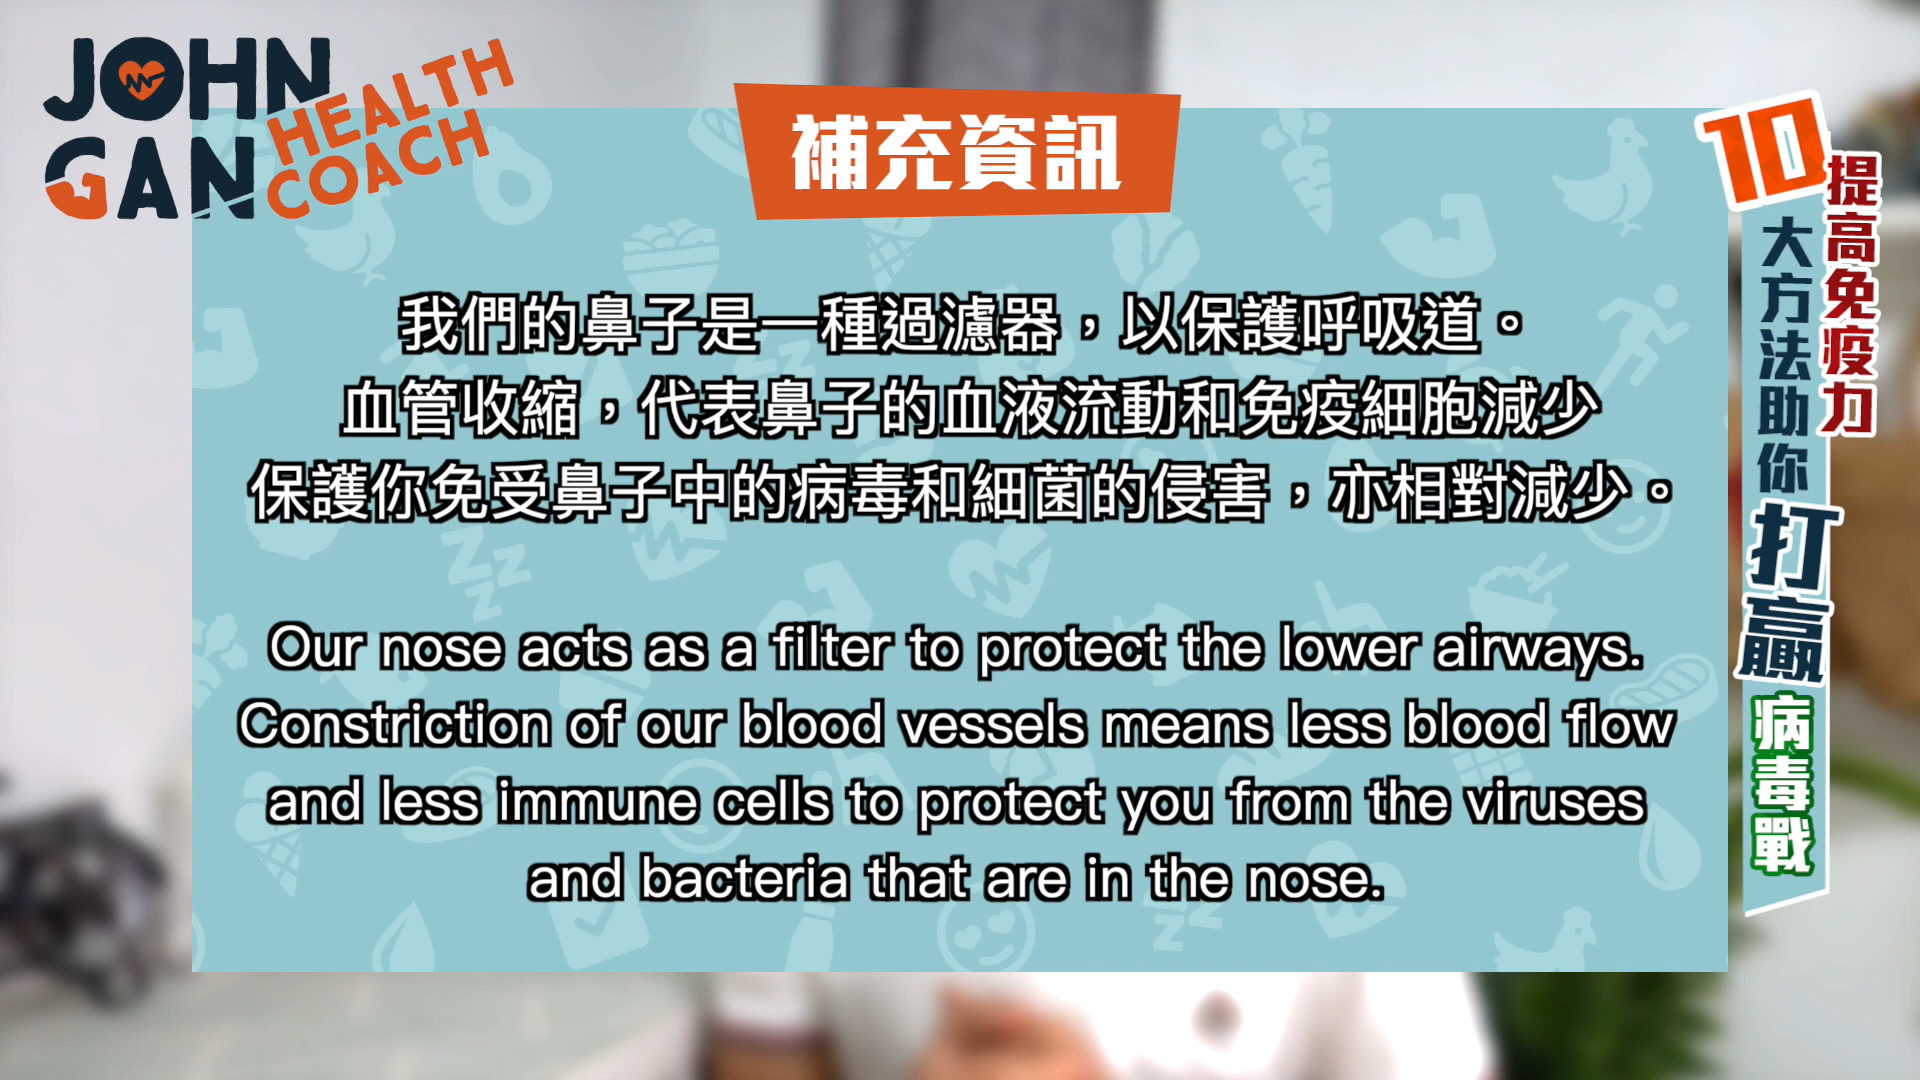 JOHN
GAN
HEALTH
COACH
補充資訊
10
大方法助你
提高免疫力
打贏
病毒戰
我們的鼻子是一種過濾器，以保護呼吸道。
血管收縮，代表鼻子的血液流動和免疫細胞減少
保護你免受鼻子中的病毒和細菌的侵害，亦相對減少。
Our nose acts as a filter to protect the lower airways.
Constriction of our blood vessels means less blood flow
and less immune cells to protect you from the viruses
and bacteria that are in the nose.